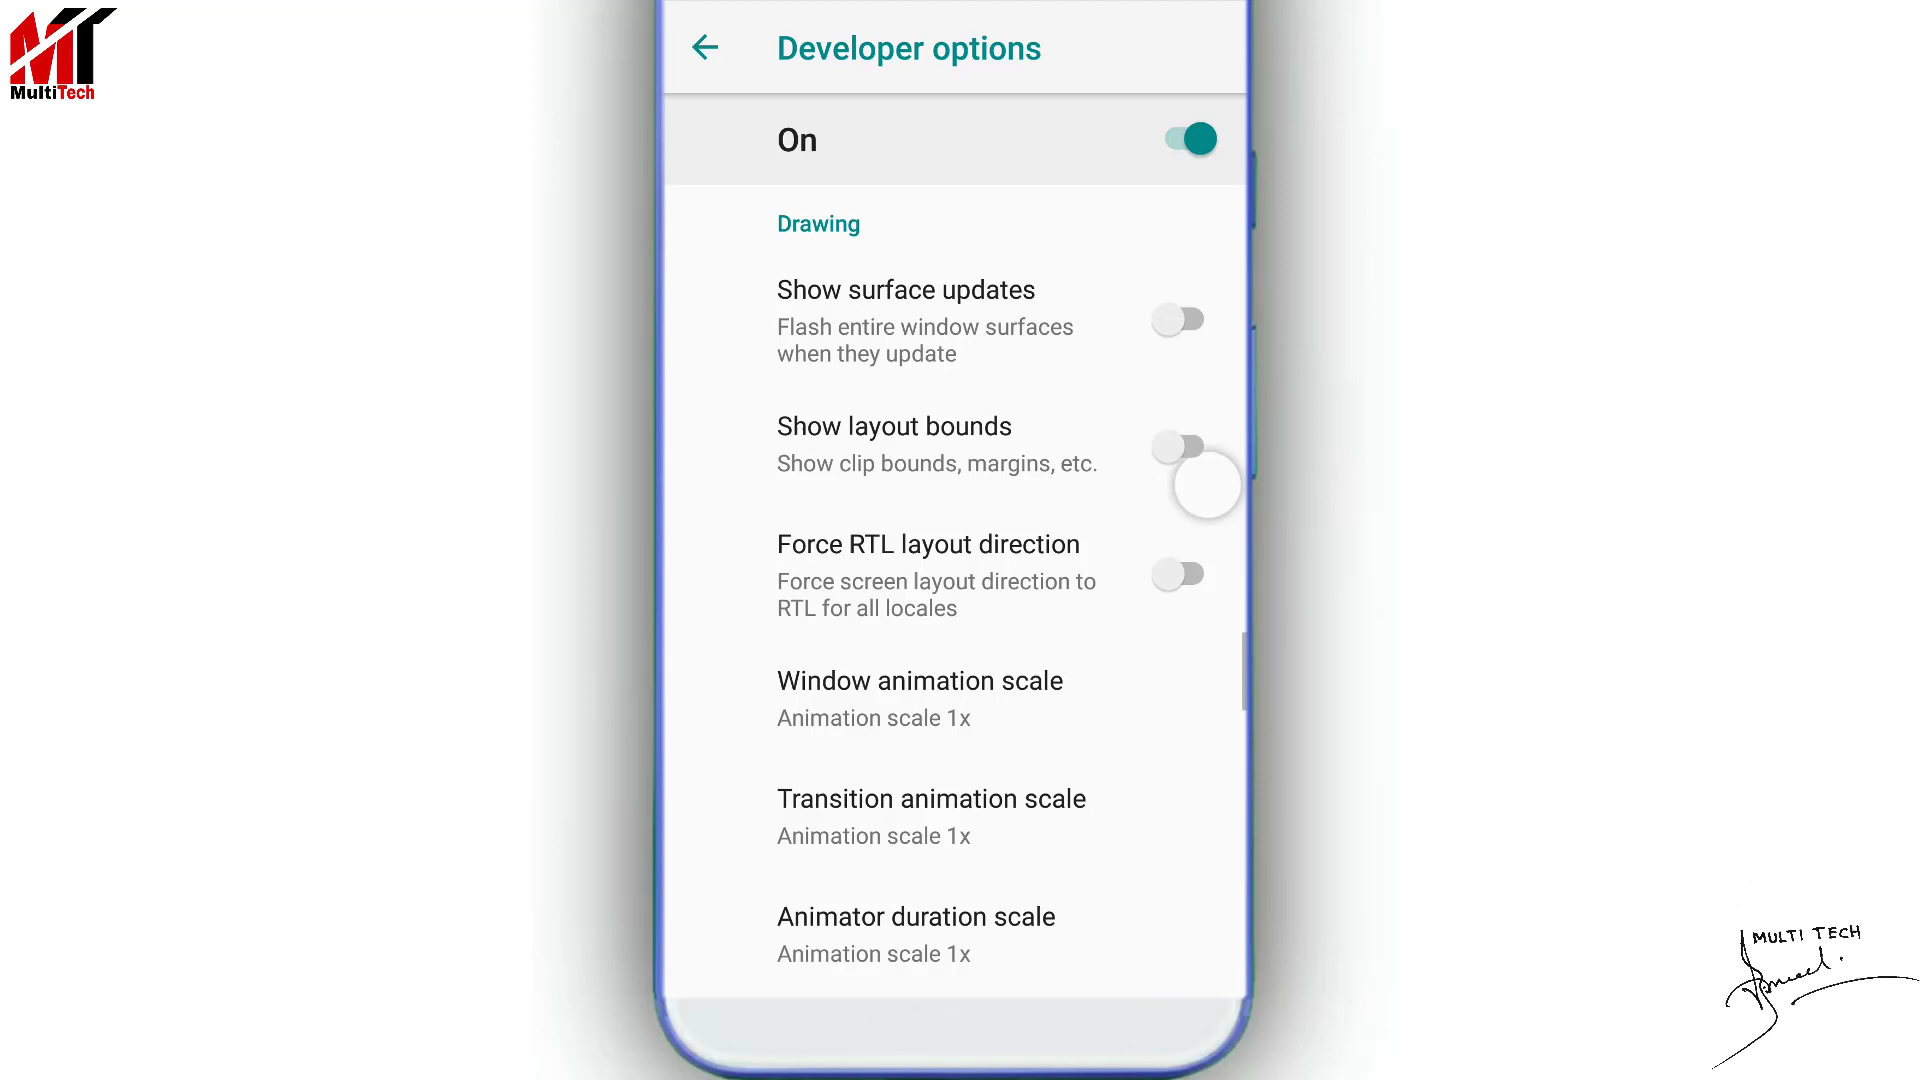 MT
MultiTech
Developer options
On
Drawing
Show surface updates
Flash entire window surfaces
when they update
Show layout bounds
Show clip bounds, margins, etc.
Force RTL layout direction
Force screen layout direction to
RTL for all locales
Window animation scale
Animation scale 1x
Transition animation scale
Animation scale 1x
Animator duration scale
Animation scale 1x
MULTI TECH